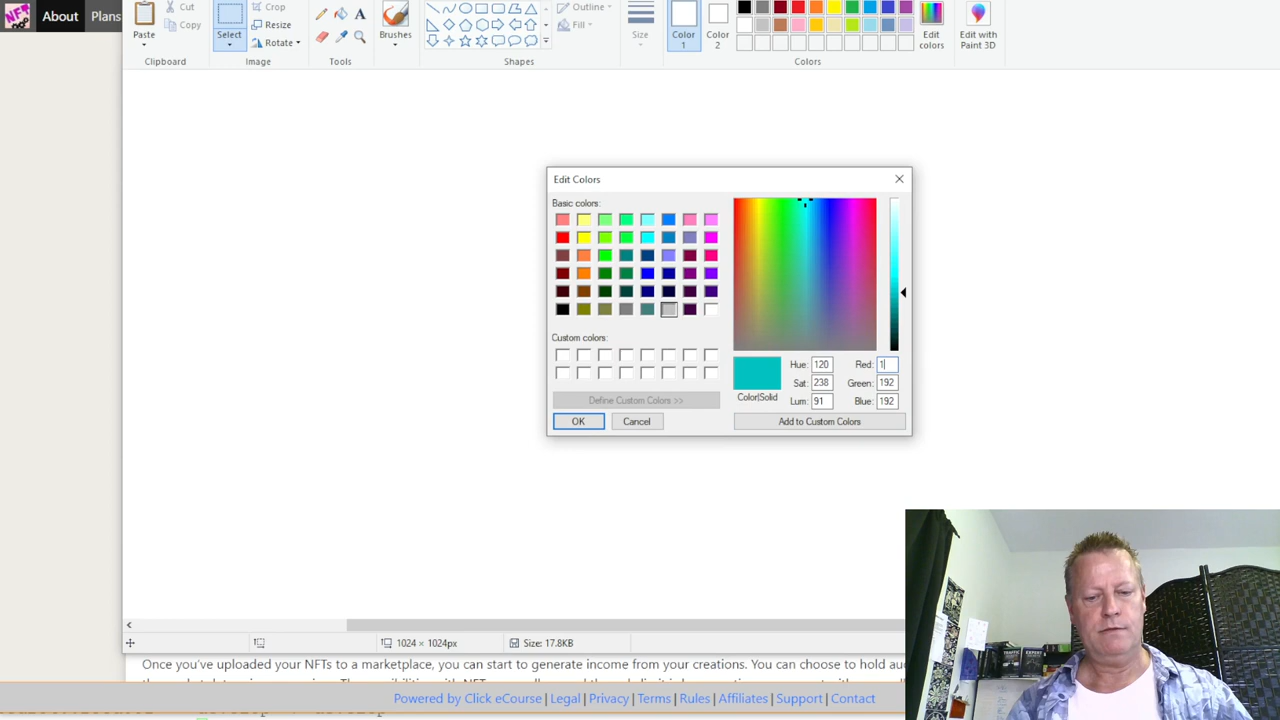 NFT
About
Plans
Paste
Cut
Copy
Clipboard
Select
Crop
Resize
Rotate
Image
Tools
Brushes
Shapes
Outline
Fill
Size
Color 1
Color 2
Colors
Edit colors
Edit with Paint 3D
Edit Colors
Basic colors:
Custom colors:
Define Custom Colors >>
OK
Cancel
Color|Solid
Hue: 120
Sat: 238
Lum: 91
Red: 1
Green: 192
Blue: 192
Add to Custom Colors
1024 × 1024px
Size: 17.8KB
Once you've uploaded your NFTs to a marketplace, you can start to generate income from your creations. You can choose to hold
Powered by Click eCourse | Legal | Privacy | Terms | Rules | Affiliates | Support | Contact